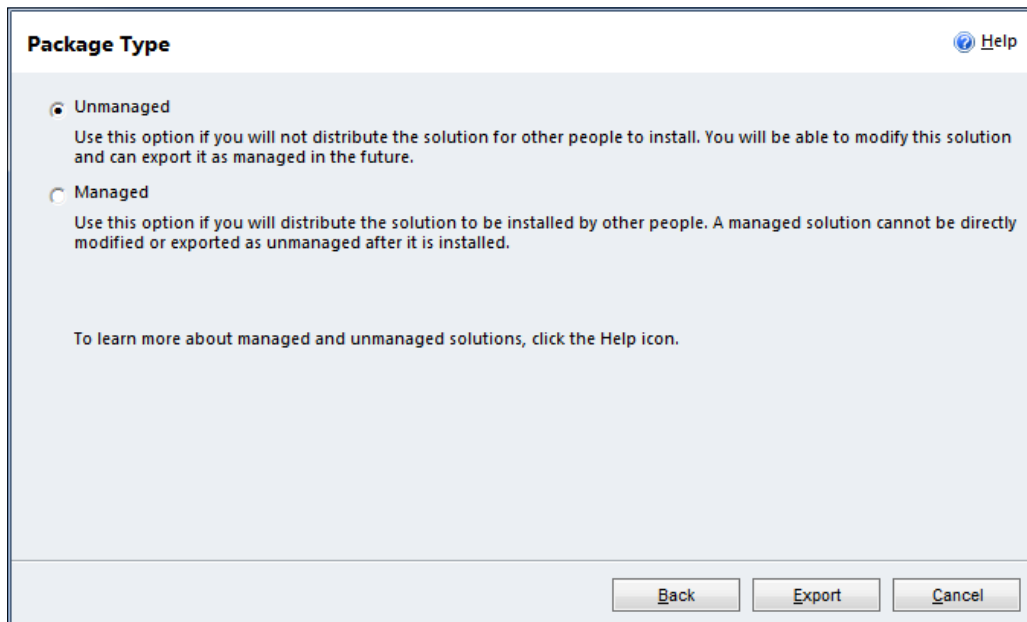 Package Type
Help
Unmanaged
Use this option if you will not distribute the solution for other people to install. You will be able to modify this solution
and can export it as managed in the future.
Managed
Use this option if you will distribute the solution to be installed by other people. A managed solution cannot be directly
modified or exported as unmanaged after it is installed.
To learn more about managed and unmanaged solutions, click the Help icon.
Back
Export
Cancel